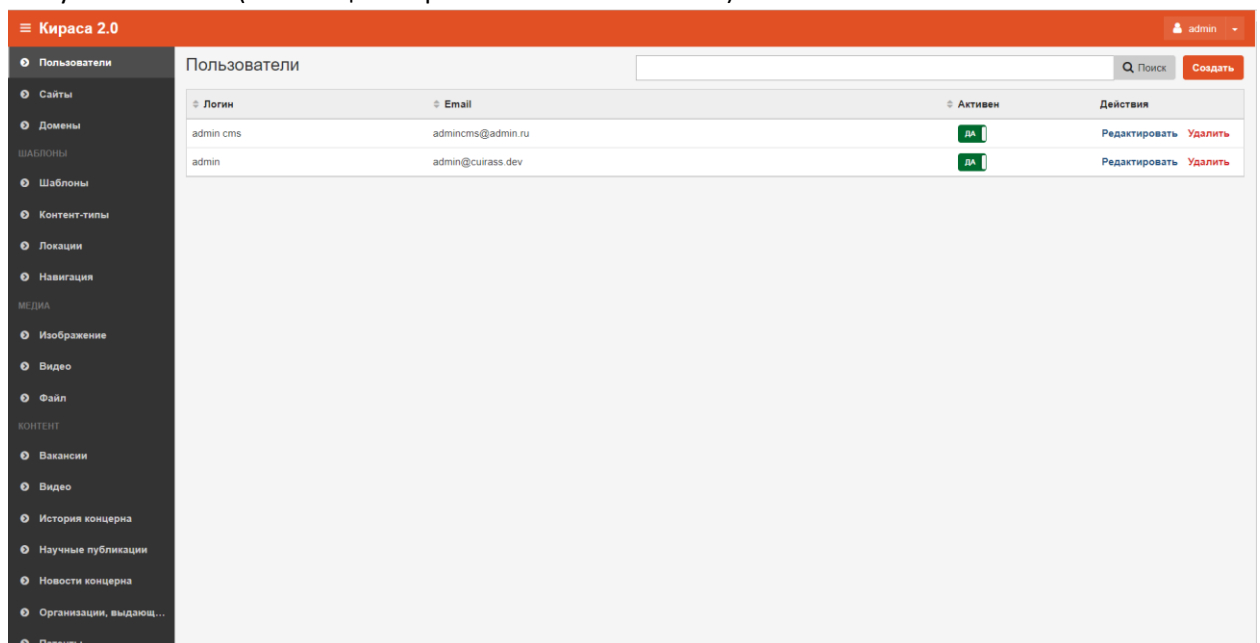 ≡ Кираса 2.0 admin
Пользователи
Сайты
Домены
ШАБЛОНЫ
Шаблоны
Контент-типы
Локации
Навигация
МЕДИА
Изображение
Видео
Файл
КОНТЕНТ
Вакансии
Видео
История концерна
Научные публикации
Новости концерна
Организации, выдающ...
Пользователи Поиск Создать
Логин Email Активен Действия
admin cms admincms@admin.ru ДА Редактировать Удалить
admin admin@cuirass.dev ДА Редактировать Удалить